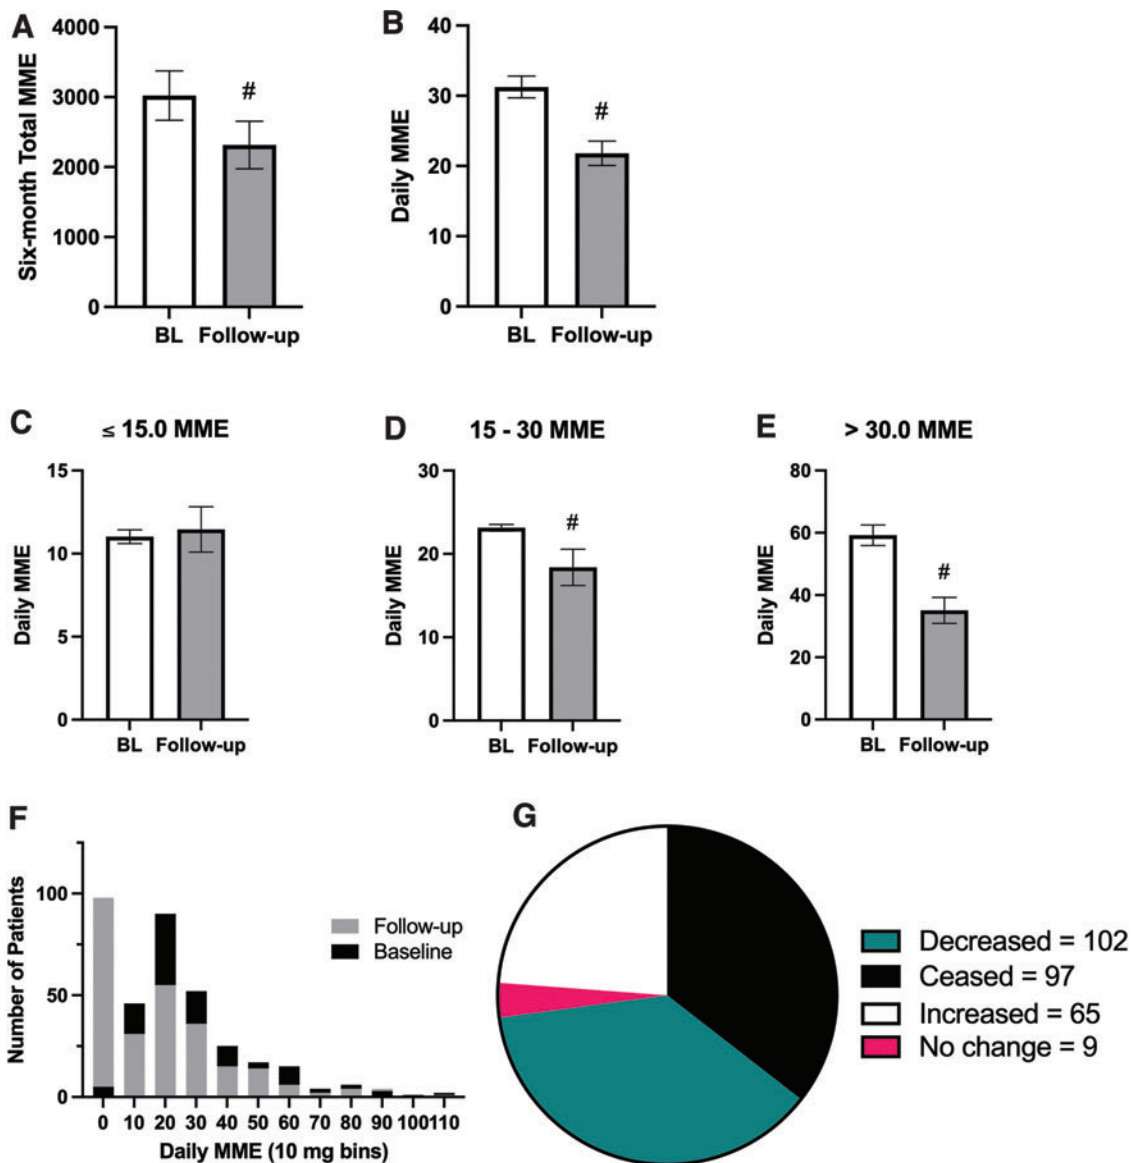 A
Six-month Total MME
4000
3000
2000
1000
0
#
BL Follow-up
B
Daily MME
40
30
20
10
0
#
BL Follow-up
C
≤ 15.0 MME
Daily MME
15
10
5
0
BL Follow-up
D
15 - 30 MME
Daily MME
30
20
10
0
#
BL Follow-up
E
> 30.0 MME
Daily MME
80
60
40
20
0
#
BL Follow-up
F
Number of Patients
100
50
0
Follow-up
Baseline
0 10 20 30 40 50 60 70 80 90 100 110
Daily MME (10 mg bins)
G
Decreased = 102
Ceased = 97
Increased = 65
No change = 9